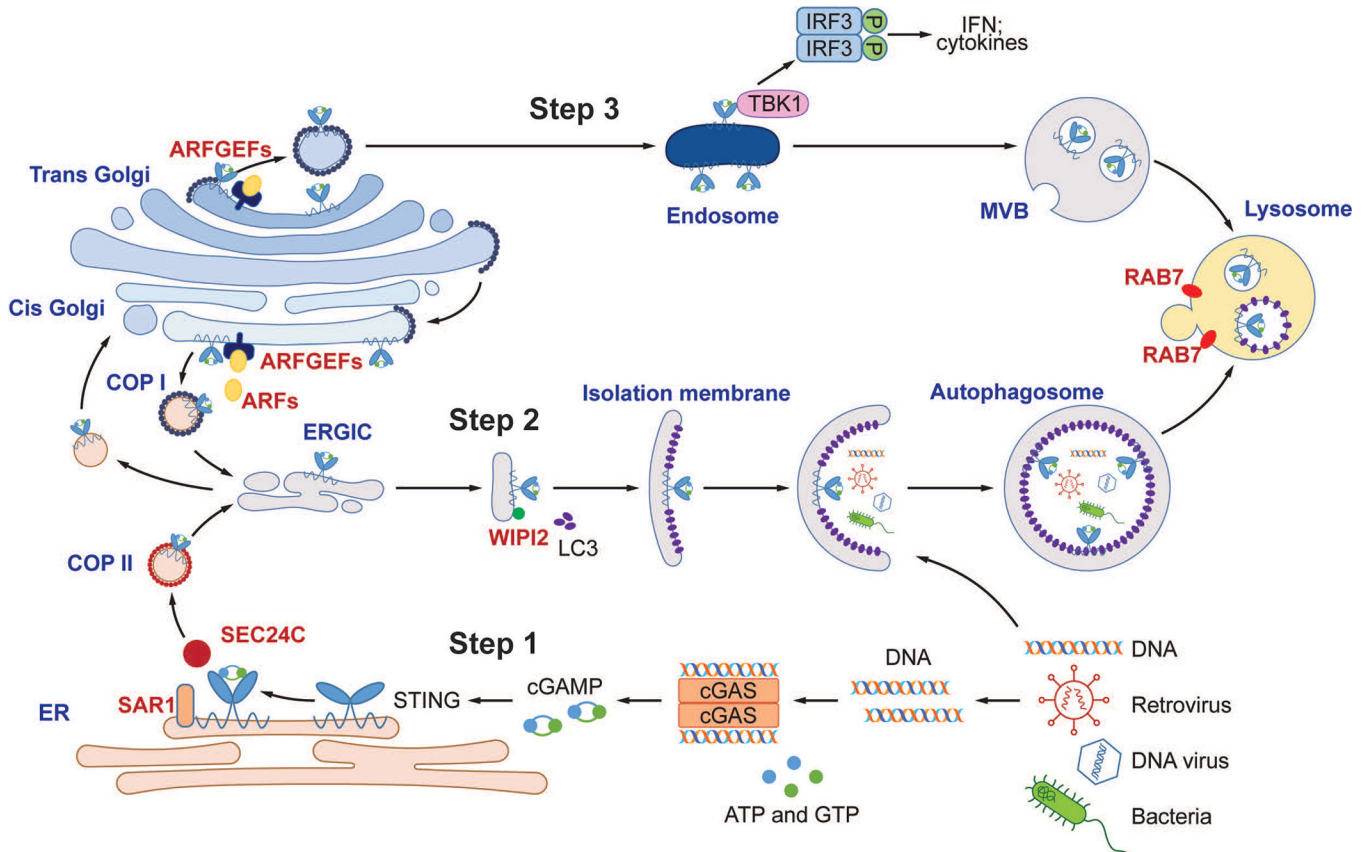 IRF3
P
IRF3
P
IFN;
cytokines
TBK1
Step 3
ARFGEFs
Trans Golgi
Endosome
MVB
Lysosome
RAB7
RAB7
Cis Golgi
ARFGEFs
COP I
ARFs
ERGIC
Step 2
Isolation membrane
Autophagosome
WIPI2
LC3
COP II
SEC24C
Step 1
SAR1
ER
STING
cGAMP
cGAS
cGAS
DNA
ATP and GTP
DNA
Retrovirus
DNA virus
Bacteria